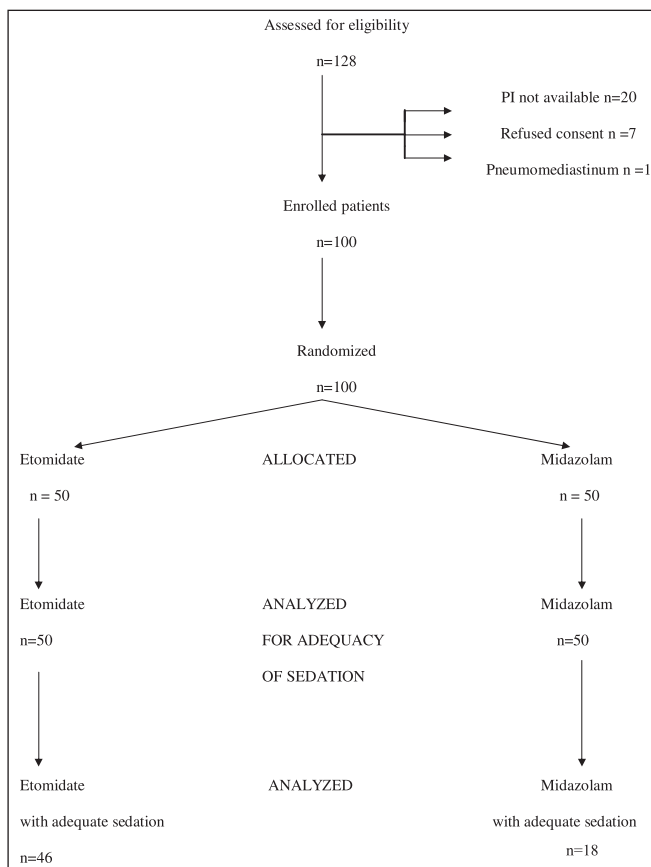 Assessed for eligibility
n=128
PI not available n=20
Refused consent n =7
Pneumomediastinum n =1
Enrolled patients
n=100
Randomized
n=100
Etomidate ALLOCATED Midazolam
n = 50 n = 50
Etomidate ANALYZED Midazolam
n=50 FOR ADEQUACY n=50
OF SEDATION
Etomidate ANALYZED Midazolam
with adequate sedation with adequate sedation
n=46 n=18